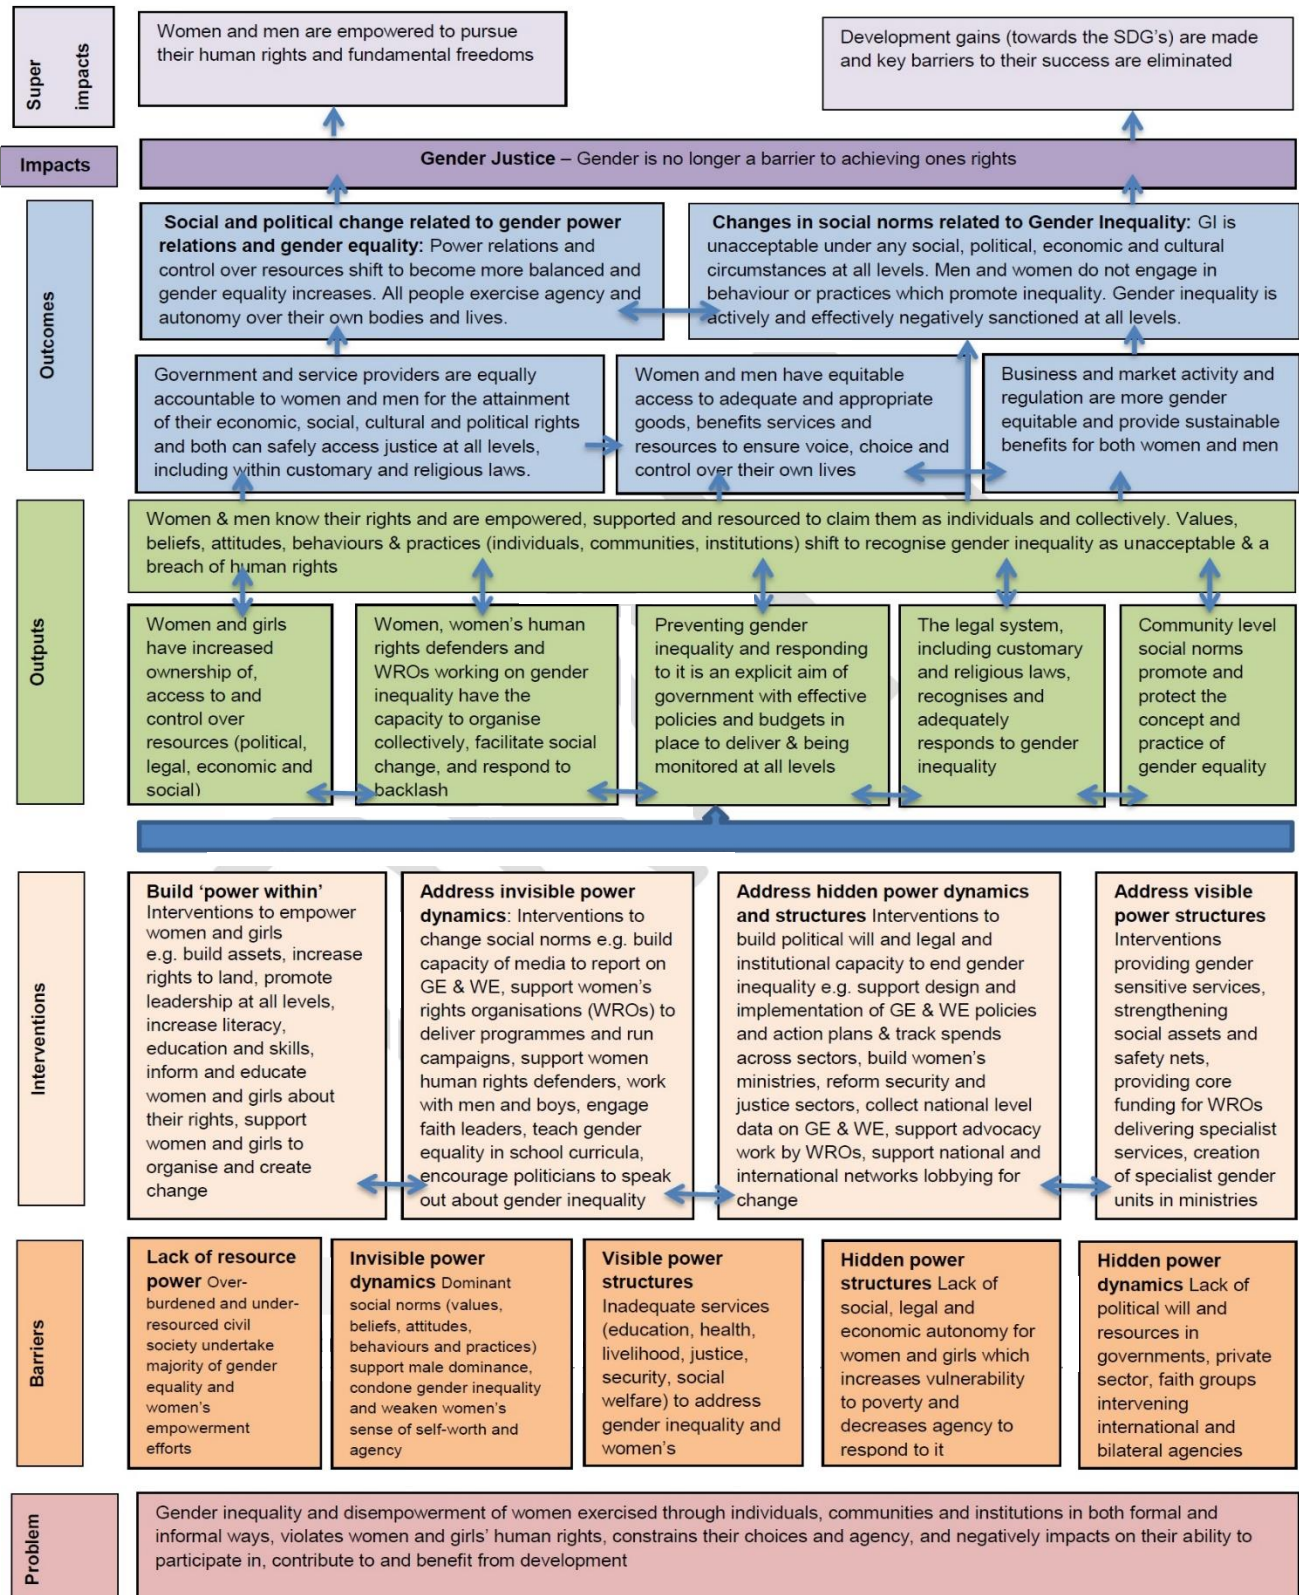 Super
impacts
Women and men are empowered to pursue
their human rights and fundamental freedoms
Development gains (towards the SDG's) are made
and key barriers to their success are eliminated
Impacts
Gender Justice – Gender is no longer a barrier to achieving ones rights
Outcomes
Social and political change related to gender power
relations and gender equality: Power relations and
control over resources shift to become more balanced and
gender equality increases. All people exercise agency and
autonomy over their own bodies and lives.
Changes in social norms related to Gender Inequality: GI is
unacceptable under any social, political, economic and cultural
circumstances at all levels. Men and women do not engage in
behaviour or practices which promote inequality. Gender inequality is
actively and effectively negatively sanctioned at all levels.
Government and service providers are equally
accountable to women and men for the attainment
of their economic, social, cultural and political rights
and both can safely access justice at all levels,
including within customary and religious laws.
Women and men have equitable
access to adequate and appropriate
goods, benefits services and
resources to ensure voice, choice and
control over their own lives
Business and market activity and
regulation are more gender
equitable and provide sustainable
benefits for both women and men
Outputs
Women & men know their rights and are empowered, supported and resourced to claim them as individuals and collectively. Values,
beliefs, attitudes, behaviours & practices (individuals, communities, institutions) shift to recognise gender inequality as unacceptable & a
breach of human rights
Women and girls
have increased
ownership of,
access to and
control over
resources (political,
legal, economic and
social)
Women, women's human
rights defenders and
WROs working on gender
inequality have the
capacity to organise
collectively, facilitate social
change, and respond to
backlash
Preventing gender
inequality and responding
to it is an explicit aim of
government with effective
policies and budgets in
place to deliver & being
monitored at all levels
The legal system,
including customary
and religious laws,
recognises and
adequately
responds to gender
inequality
Community level
social norms
promote and
protect the
concept and
practice of
gender equality
Interventions
Build 'power within'
Interventions to empower
women and girls
e.g. build assets, increase
rights to land, promote
leadership at all levels,
increase literacy,
education and skills,
inform and educate
women and girls about
their rights, support
women and girls to
organise and create
change
Address invisible power
dynamics: Interventions to
change social norms e.g. build
capacity of media to report on
GE & WE, support women's
rights organisations (WROs) to
deliver programmes and run
campaigns, support women
human rights defenders, work
with men and boys, engage
faith leaders, teach gender
equality in school curricula,
encourage politicians to speak
out about gender inequality
Address hidden power dynamics
and structures Interventions to
build political will and legal and
institutional capacity to end gender
inequality e.g. support design and
implementation of GE & WE policies
and action plans & track spends
across sectors, build women's
ministries, reform security and
justice sectors, collect national level
data on GE & WE, support advocacy
work by WROs, support national and
international networks lobbying for
change
Address visible
power structures
Interventions
providing gender
sensitive services,
strengthening
social assets and
safety nets,
providing core
funding for WROs
delivering specialist
services, creation
of specialist gender
units in ministries
Barriers
Lack of resource
power Over-
burdened and under-
resourced civil
society undertake
majority of gender
equality and
women's
empowerment
efforts
Invisible power
dynamics Dominant
social norms (values,
beliefs, attitudes,
behaviours and practices)
support male dominance,
condone gender inequality
and weaken women's
sense of self-worth and
agency
Visible power
structures
Inadequate services
(education, health,
livelihood, justice,
security, social
welfare) to address
gender inequality and
women's
Hidden power
structures Lack of
social, legal and
economic autonomy for
women and girls which
increases vulnerability
to poverty and
decreases agency to
respond to it
Hidden power
dynamics Lack of
political will and
resources in
governments, private
sector, faith groups
intervening
international and
bilateral agencies
Problem
Gender inequality and disempowerment of women exercised through individuals, communities and institutions in both formal and
informal ways, violates women and girls' human rights, constrains their choices and agency, and negatively impacts on their ability to
participate in, contribute to and benefit from development